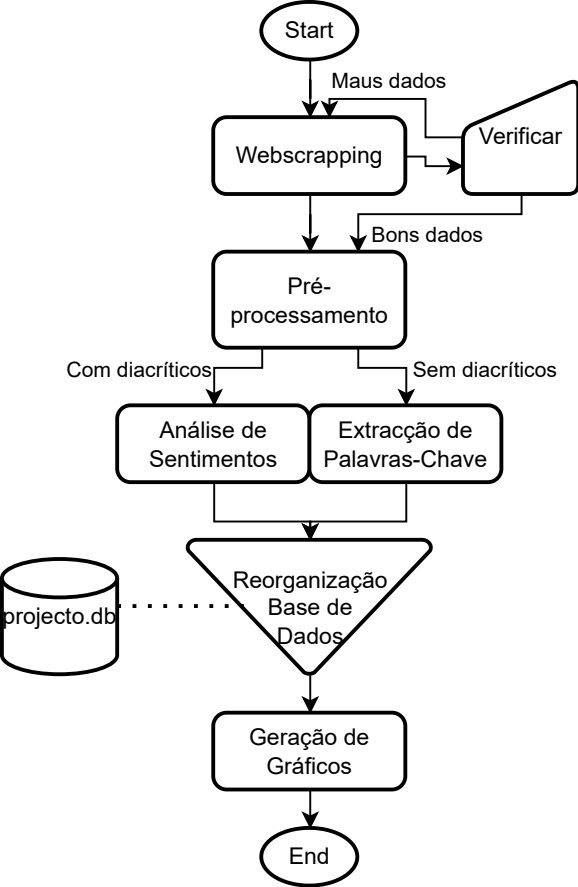 Start
Maus dados
Verificar
Webscrapping
Bons dados
Pré-
processamento
Com diacríticos
Sem diacríticos
Análise de
Sentimentos
Extracção de
Palavras-Chave
Reorganização
Base de
Dados
projecto.db
Geração de
Gráficos
End